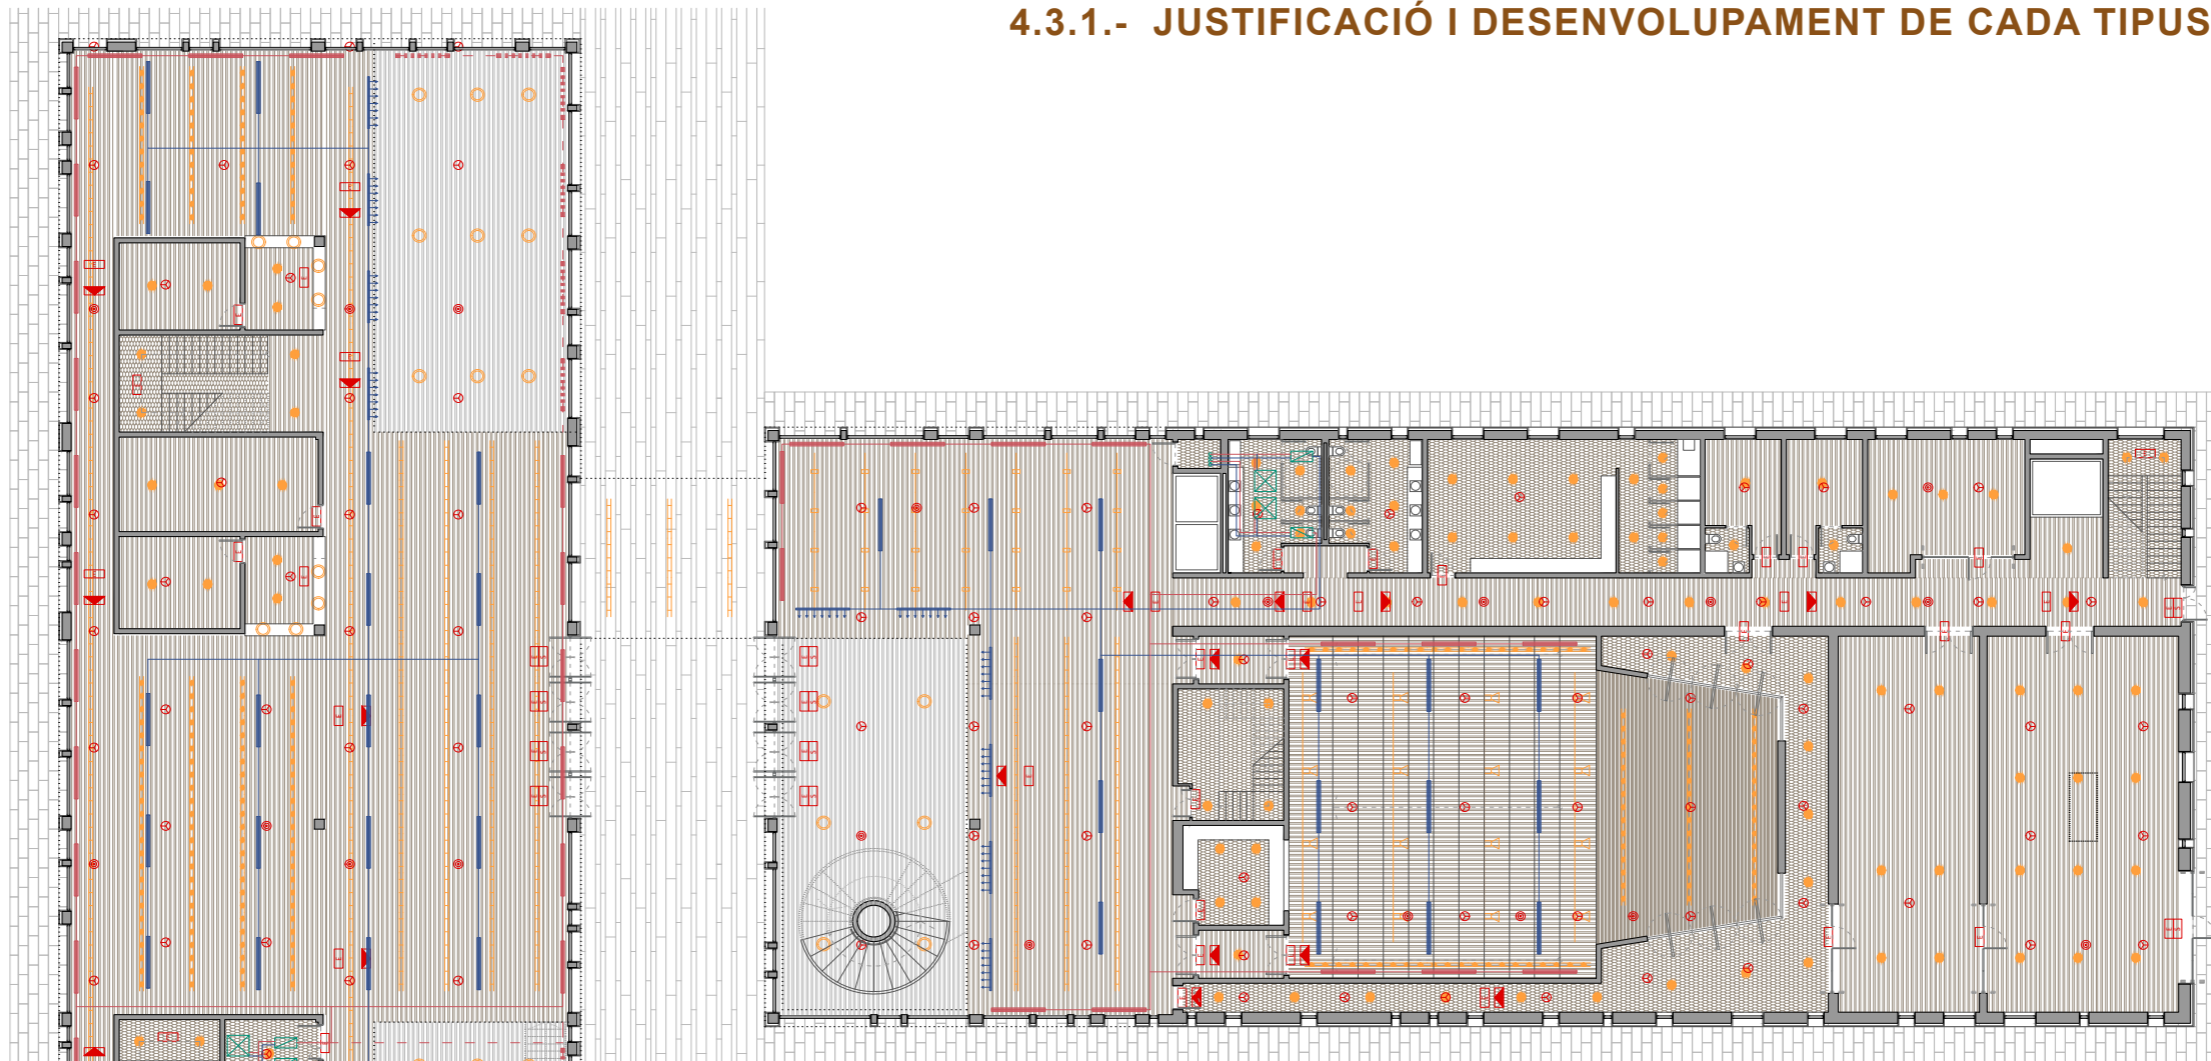 4.3.1.- JUSTIFICACIÓ I DESENVOLUPAMENT DE CADA TIPUS